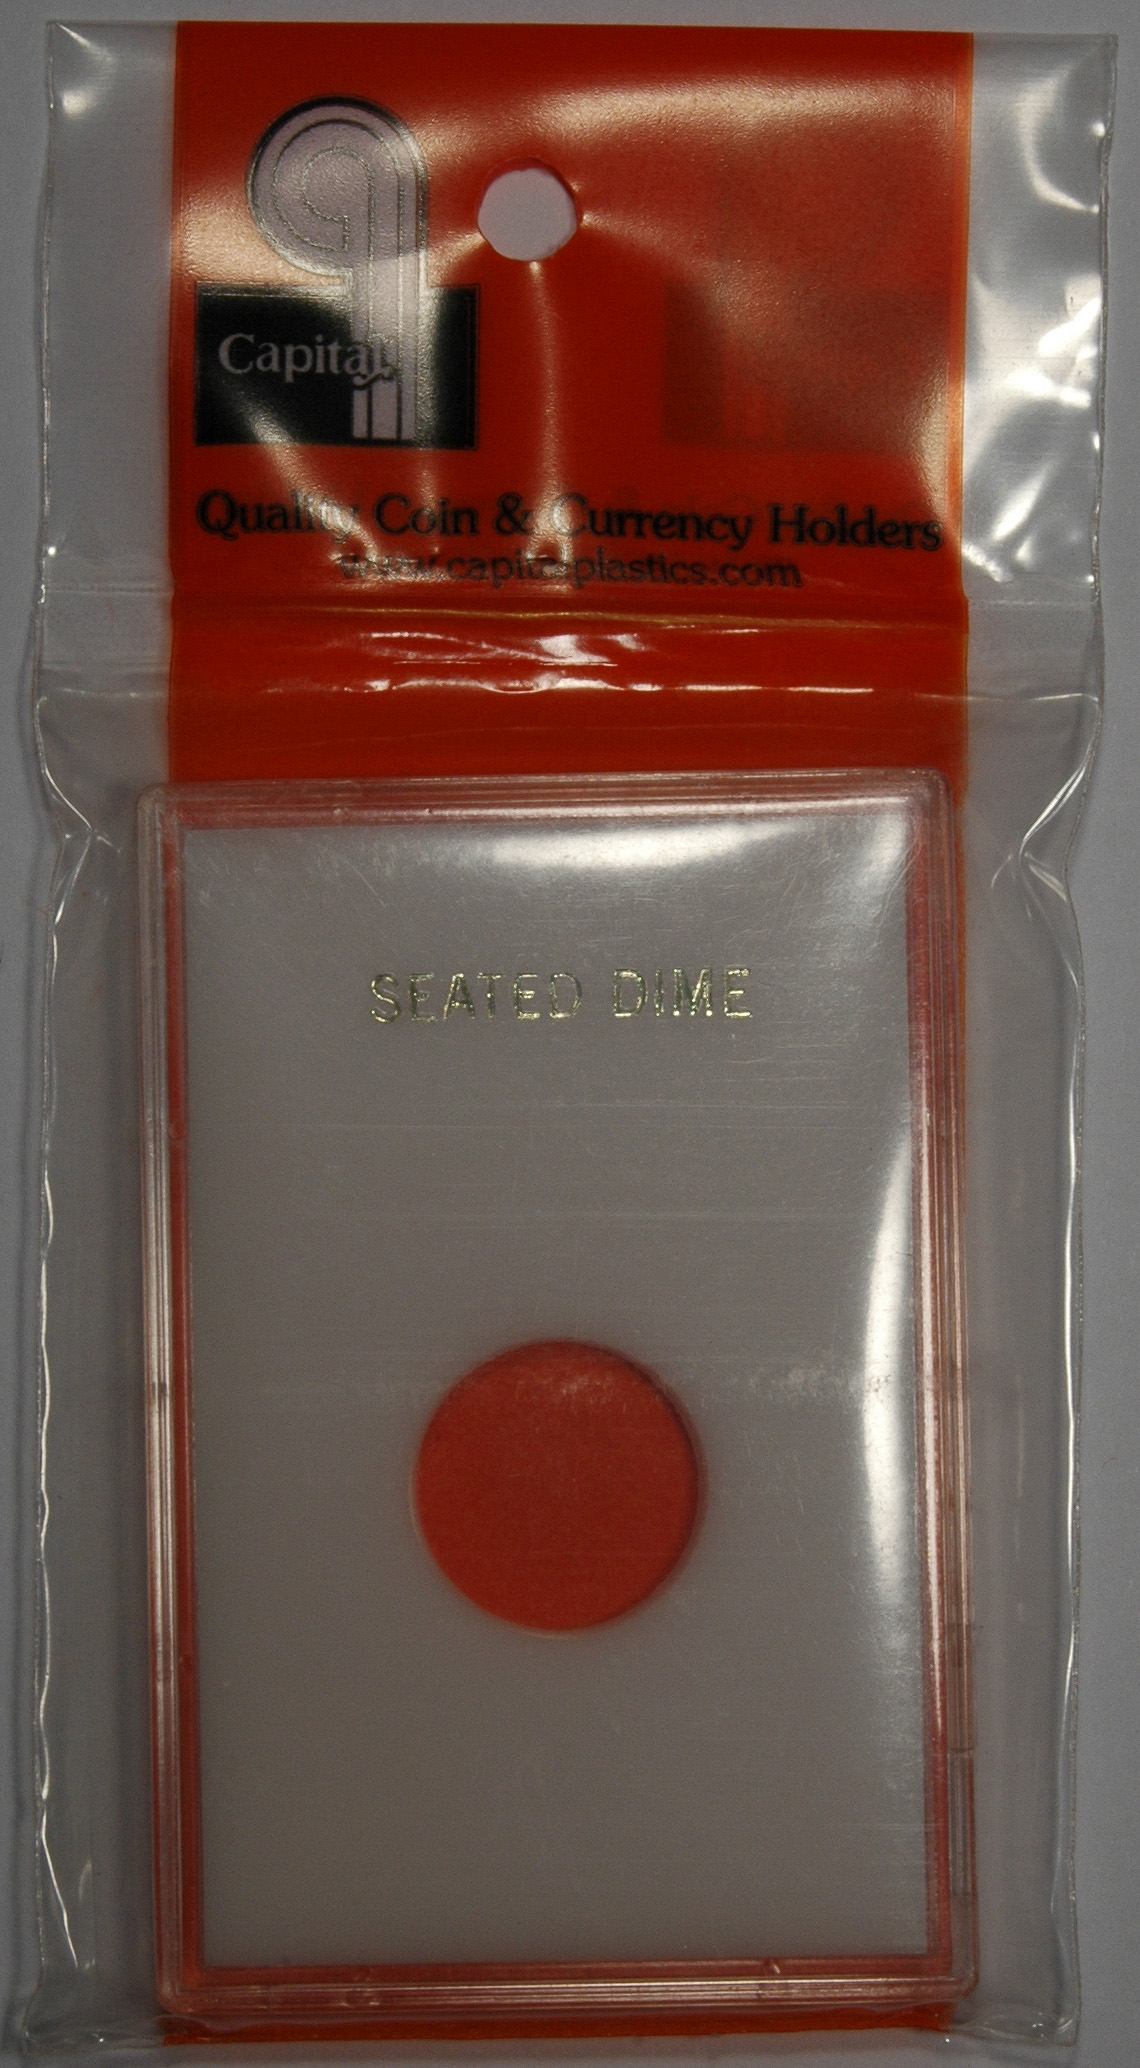 Capital
Quality Coin & Currency Holders
www.capitalplastics.com
SEATED DIME